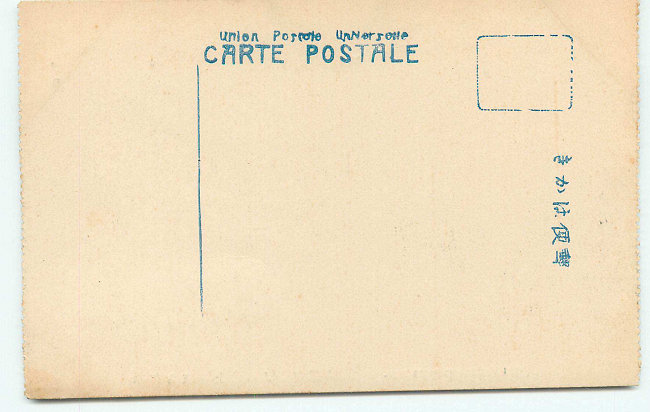 Union Postale Universelle
CARTE POSTALE
郵便はかき